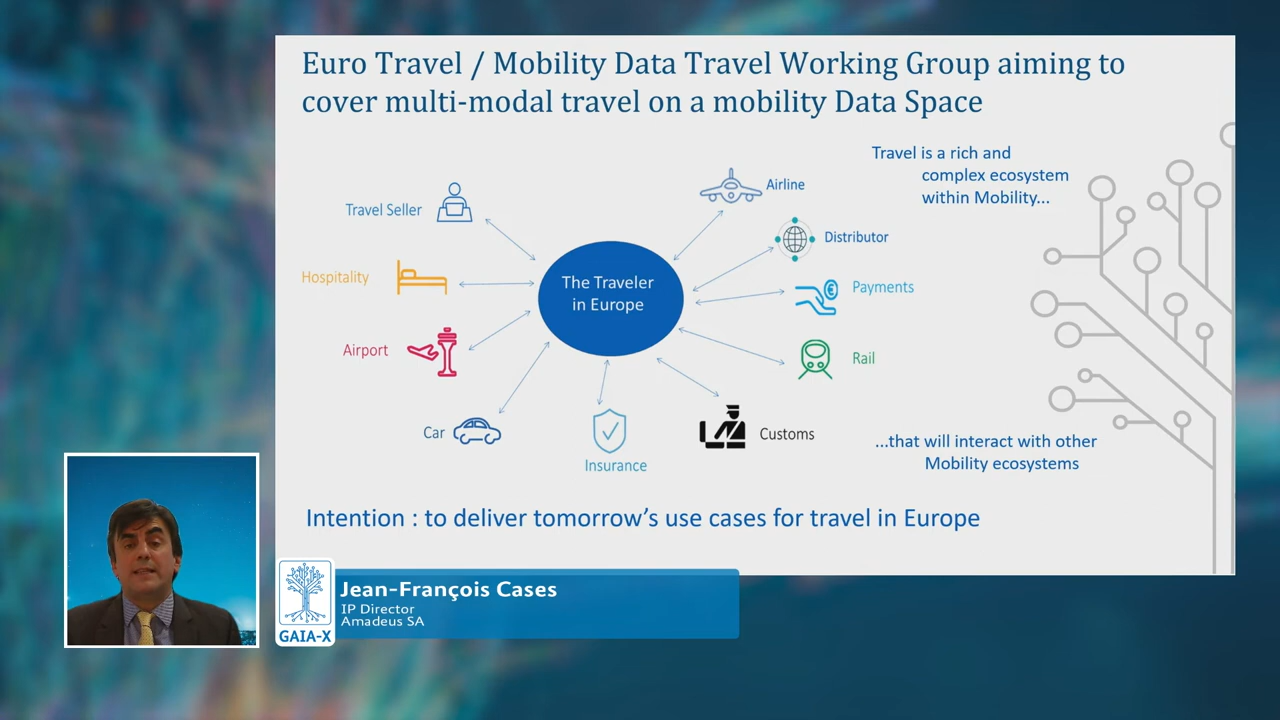 Euro Travel / Mobility Data Travel Working Group aiming to
cover multi-modal travel on a mobility Data Space
Travel is a rich and
complex ecosystem
within Mobility...
Airline
Travel Seller
Distributor
Hospitality
The Traveler
in Europe
Payments
Airport
Rail
Car
Customs
Insurance
...that will interact with other
Mobility ecosystems
Intention : to deliver tomorrow's use cases for travel in Europe
Jean-François Cases
IP Director
Amadeus SA
GAIA-X